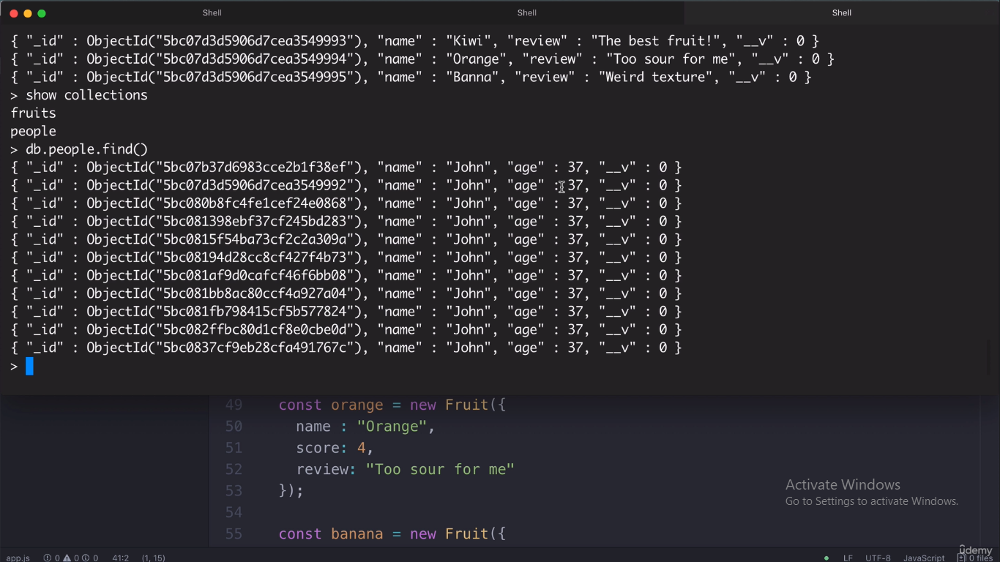 Shell Shell Shell
{ "_id" : ObjectId("5bc07d3d5906d7cea3549993"), "name" : "Kiwi", "review" : "The best fruit!", "__v" : 0 }
{ "_id" : ObjectId("5bc07d3d5906d7cea3549994"), "name" : "Orange", "review" : "Too sour for me", "__v" : 0 }
{ "_id" : ObjectId("5bc07d3d5906d7cea3549995"), "name" : "Banna", "review" : "Weird texture", "__v" : 0 }
> show collections
fruits
people
> db.people.find()
{ "_id" : ObjectId("5bc07b37d6983cce2b1f38ef"), "name" : "John", "age" : 37, "__v" : 0 }
{ "_id" : ObjectId("5bc07d3d5906d7cea3549992"), "name" : "John", "age" : 37, "__v" : 0 }
{ "_id" : ObjectId("5bc080b8fc4fe1cef24e0868"), "name" : "John", "age" : 37, "__v" : 0 }
{ "_id" : ObjectId("5bc081398ebf37cf245bd283"), "name" : "John", "age" : 37, "__v" : 0 }
{ "_id" : ObjectId("5bc0815f54ba73cf2c2a309a"), "name" : "John", "age" : 37, "__v" : 0 }
{ "_id" : ObjectId("5bc08194d28cc8cf427f4b73"), "name" : "John", "age" : 37, "__v" : 0 }
{ "_id" : ObjectId("5bc081af9d0cafcf46f6bb08"), "name" : "John", "age" : 37, "__v" : 0 }
{ "_id" : ObjectId("5bc081bb8ac80ccf4a927a04"), "name" : "John", "age" : 37, "__v" : 0 }
{ "_id" : ObjectId("5bc081fb798415cf5b577824"), "name" : "John", "age" : 37, "__v" : 0 }
{ "_id" : ObjectId("5bc082ffbc80d1cf8e0cbe0d"), "name" : "John", "age" : 37, "__v" : 0 }
{ "_id" : ObjectId("5bc0837cf9eb28cfa491767c"), "name" : "John", "age" : 37, "__v" : 0 }
>
49 const orange = new Fruit({
50 name : "Orange",
51 score: 4,
52 review: "Too sour for me"
53 });
54
55 const banana = new Fruit({
Activate Windows
Go to Settings to activate Windows.
app.js 0 0 0 41:2 (1, 15) LF UTF-8 JavaScript 0 files
udemy